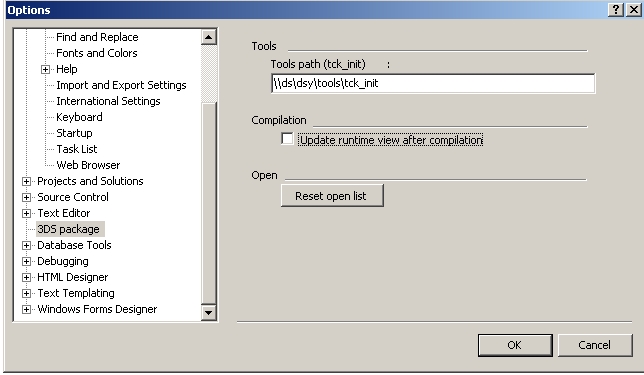 Options
Find and Replace
Fonts and Colors
Help
Import and Export Settings
International Settings
Keyboard
Startup
Task List
Web Browser
Projects and Solutions
Source Control
Text Editor
3DS package
Database Tools
Debugging
HTML Designer
Text Templating
Windows Forms Designer
Tools
Tools path (tck_init) :
\\ds\dsy\tools\tck_init
Compilation
Update runtime view after compilation
Open
Reset open list
OK
Cancel